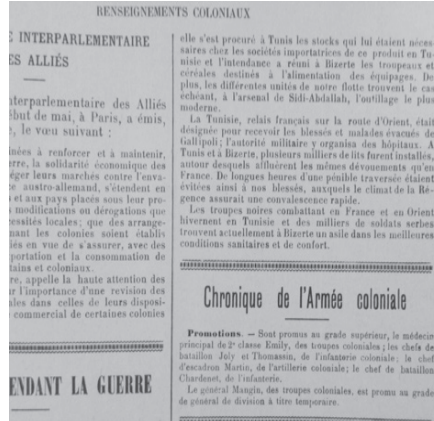 RENSEIGNEMENTS COLONIAUX
INTERPARLEMENTAIRE
ES ALLIÉS
nterparlementaire des Alliés
but de mai, à Paris, a émis,
, le vœu suivant :
inées à renforcer et à maintenir,
rre, la solidarité économique des
éger leurs marchés contre l'enva-
ce austro-allemand, s'étendent en
s et aux pays placés sous leur pro-
s modifications ou dérogations que
cessités locales; que des arrange-
nant les colonies soient établis
iés en vue de s'assurer, avec des
portation et la consommation de
tains et coloniaux.
re, appelle la haute attention des
r l'importance d'une revision des
ales dans celles de leurs disposi-
commercial de certaines colonies
ENDANT LA GUERRE
elle s'est procuré à Tunis les stocks qui lui étaient néces-
saires chez les sociétés importatrices de ce produit en Tu-
nisie et l'intendance a réuni à Bizerte les troupeaux et
céréales destinés à l'alimentation des équipages. De
plus, les différentes unités de notre flotte trouvent le cas
échéant, à l'arsenal de Sidi-Abdallah, l'outillage le plus
moderne.
La Tunisie, relais français sur la route d'Orient, était
désignée pour recevoir les blessés et malades évacués de
Gallipoli; l'autorité militaire y organisa des hôpitaux. A
Tunis et à Bizerte, plusieurs milliers de lits furent installés,
autour desquels affluèrent les mêmes dévouements qu'en
France. De longues heures d'une pénible traversée étaient
évitées ainsi à nos blessés, auxquels le climat de la Ré-
gence assurait une convalescence rapide.
Les troupes noires combattant en France et en Orient
hivernent en Tunisie et des milliers de soldats serbes
trouvent actuellement à Bizerte un asile dans les meilleures
conditions sanitaires et de confort.
Chronique de l'Armée coloniale
Promotions. — Sont promus au grade supérieur, le médecin
principal de 2e classe Emily, des troupes coloniales; les chefs de
bataillon Joly et Thomassin, de l'infanterie coloniale; le chef
d'escadron Martin, de l'artillerie coloniale; le chef de bataillon
Chardenet, de l'infanterie.
Le général Mangin, des troupes coloniales, est promu au grade
de général de division à titre temporaire.